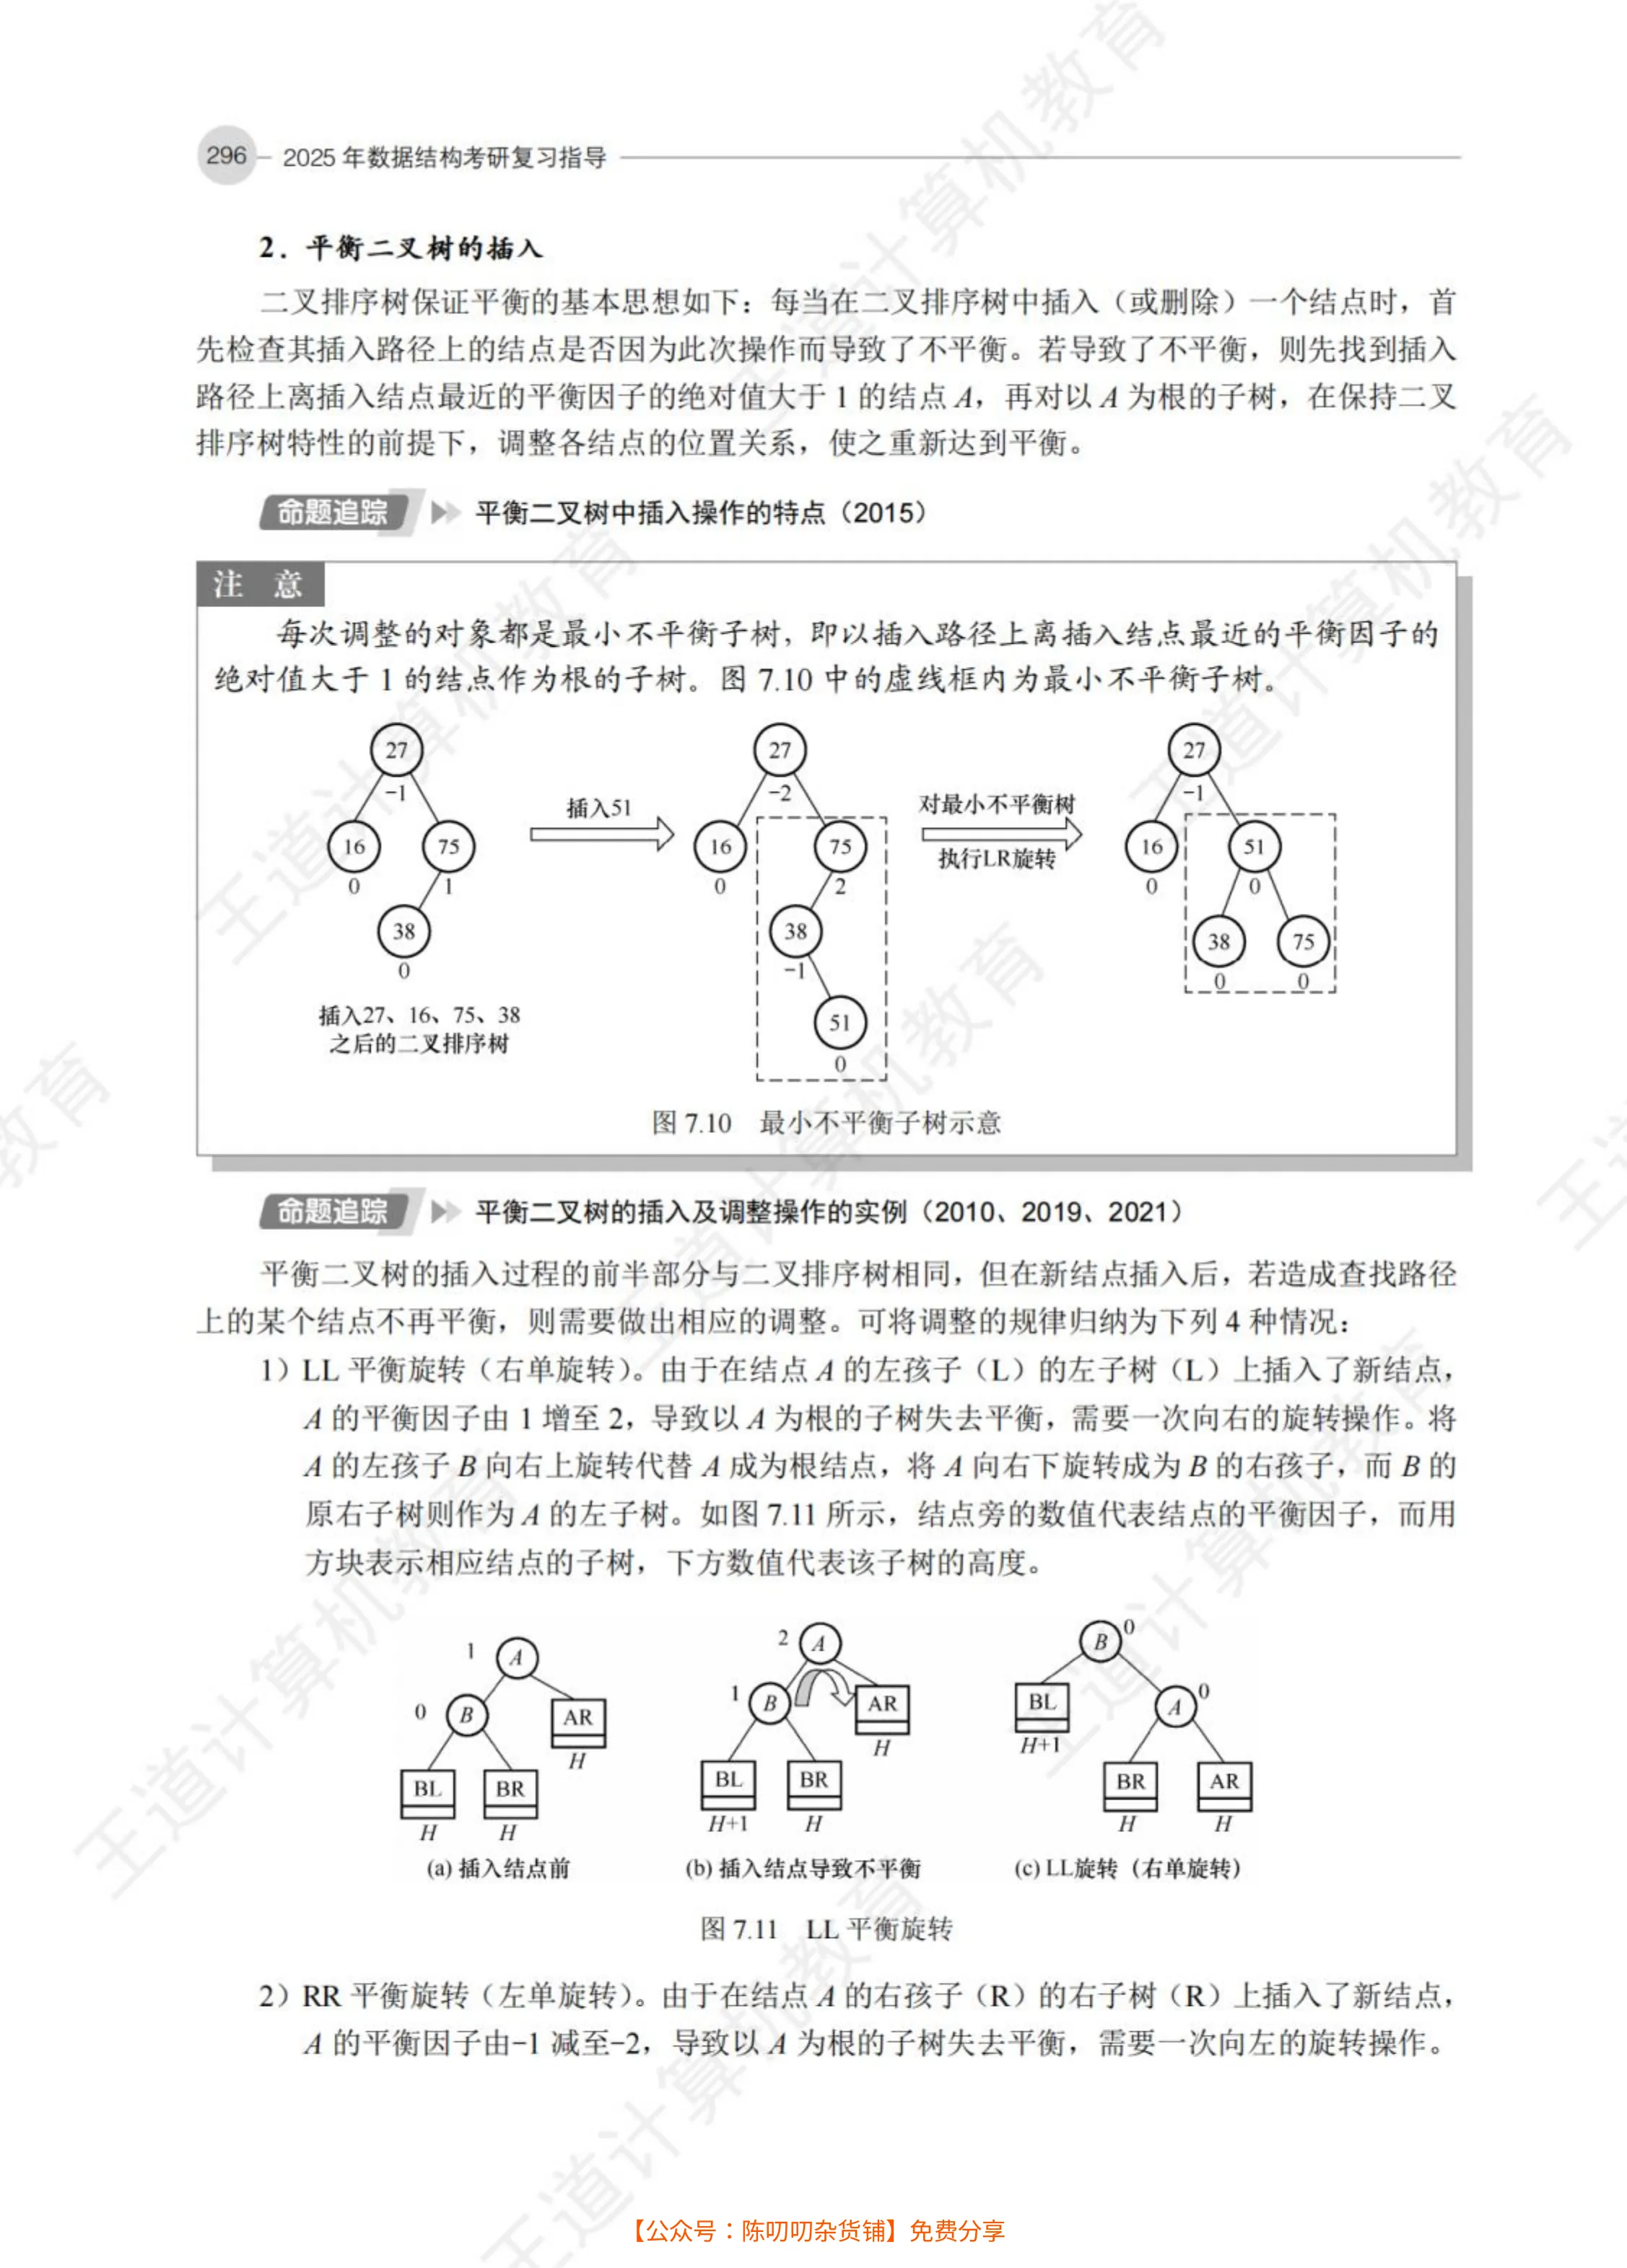 296 2025 年数据结构考研复习指导
2．平衡二叉树的插入
二叉排序树保证平衡的基本思想如下：每当在二叉排序树中插入（或删除）一个结点时，首
先检查其插入路径上的结点是否因为此次操作而导致了不平衡。若导致了不平衡，则先找到插入
路径上离插入结点最近的平衡因子的绝对值大于 1 的结点 A，再对以 A 为根的子树，在保持二叉
排序树特性的前提下，调整各结点的位置关系，使之重新达到平衡。
命题追踪 平衡二叉树中插入操作的特点（2015）
注 意
每次调整的对象都是最小不平衡子树，即以插入路径上离插入结点最近的平衡因子的
绝对值大于 1 的结点作为根的子树。图 7.10 中的虚线框内为最小不平衡子树。
27
-1
16
75
0
1
38
0
插入27、16、75、38
之后的二叉排序树
插入51
27
-2
16
75
0
2
38
-1
51
0
对最小不平衡树
执行LR旋转
27
-1
16
51
0
0
38
75
0
0
图 7.10 最小不平衡子树示意
命题追踪 平衡二叉树的插入及调整操作的实例（2010、2019、2021）
平衡二叉树的插入过程的前半部分与二叉排序树相同，但在新结点插入后，若造成查找路径
上的某个结点不再平衡，则需要做出相应的调整。可将调整的规律归纳为下列 4 种情况：
1）LL 平衡旋转（右单旋转）。由于在结点 A 的左孩子（L）的左子树（L）上插入了新结点，
A 的平衡因子由 1 增至 2，导致以 A 为根的子树失去平衡，需要一次向右的旋转操作。将
A 的左孩子 B 向右上旋转代替 A 成为根结点，将 A 向右下旋转成为 B 的右孩子，而 B 的
原右子树则作为 A 的左子树。如图 7.11 所示，结点旁的数值代表结点的平衡因子，而用
方块表示相应结点的子树，下方数值代表该子树的高度。
1
A
0
B
AR
H
BL
BR
H
H
(a) 插入结点前
2
A
1
B
AR
H
BL
BR
H+1
H
(b) 插入结点导致不平衡
B
0
BL
H+1
A
0
BR
AR
H
H
(c) LL旋转（右单旋转）
图 7.11 LL 平衡旋转
2）RR 平衡旋转（左单旋转）。由于在结点 A 的右孩子（R）的右子树（R）上插入了新结点，
A 的平衡因子由-1 减至-2，导致以 A 为根的子树失去平衡，需要一次向左的旋转操作。
王道计算机教育
【公众号：陈叨叨杂货铺】免费分享